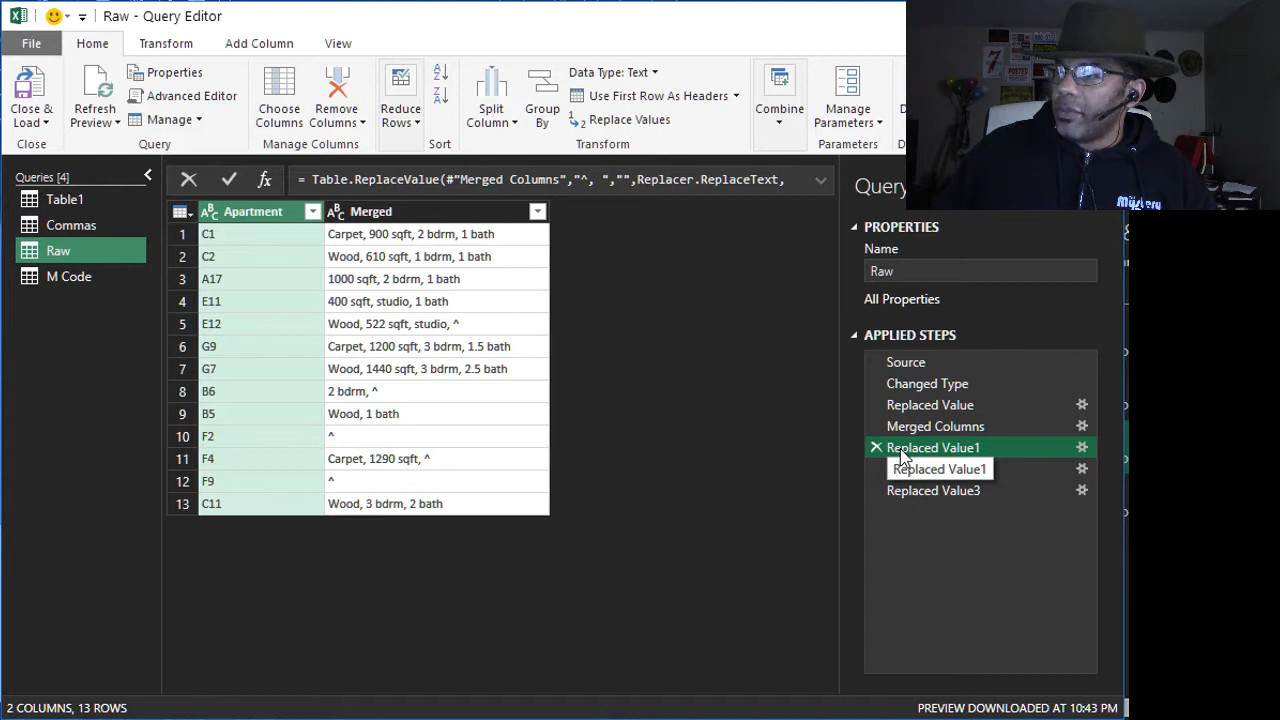 Raw - Query Editor
File Home Transform Add Column View
Close & Load
Refresh Preview
Properties
Advanced Editor
Manage
Choose Columns
Remove Columns
Reduce Rows
Split Column
Group By
Data Type: Text
Use First Row As Headers
Replace Values
Combine
Manage Parameters
Close Query Manage Columns Sort Transform Parameters
Queries [4]
Table1
Commas
Raw
M Code
= Table.ReplaceValue(#"Merged Columns","^, ","",Replacer.ReplaceText,
Apartment Merged
1 C1 Carpet, 900 sqft, 2 bdrm, 1 bath
2 C2 Wood, 610 sqft, 1 bdrm, 1 bath
3 A17 1000 sqft, 2 bdrm, 1 bath
4 E11 400 sqft, studio, 1 bath
5 E12 Wood, 522 sqft, studio, ^
6 G9 Carpet, 1200 sqft, 3 bdrm, 1.5 bath
7 G7 Wood, 1440 sqft, 3 bdrm, 2.5 bath
8 B6 2 bdrm, ^
9 B5 Wood, 1 bath
10 F2 ^
11 F4 Carpet, 1290 sqft, ^
12 F9 ^
13 C11 Wood, 3 bdrm, 2 bath
PROPERTIES
Name
Raw
All Properties
APPLIED STEPS
Source
Changed Type
Replaced Value
Merged Columns
Replaced Value1
Replaced Value1
Replaced Value3
2 COLUMNS, 13 ROWS
PREVIEW DOWNLOADED AT 10:43 PM